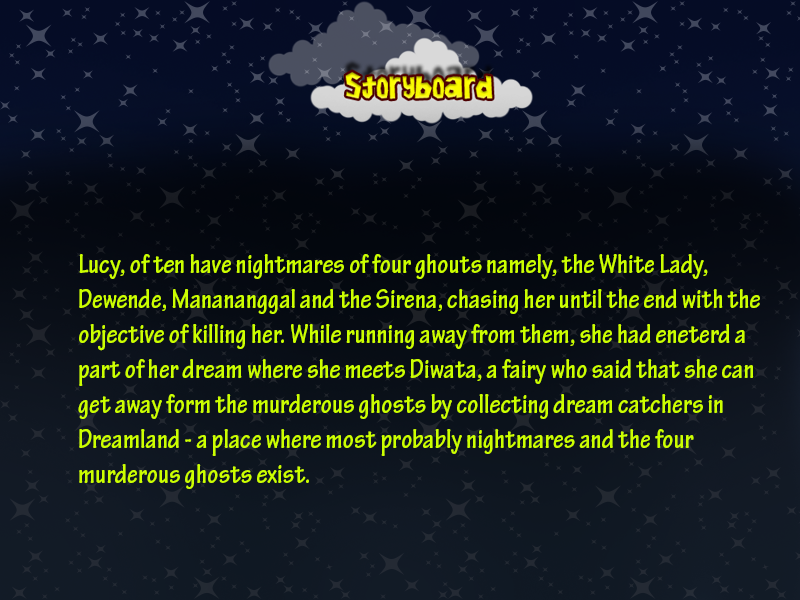 Storyboard
Lucy, of ten have nightmares of four ghouts namely, the White Lady,
Dewende, Manananggal and the Sirena, chasing her until the end with the
objective of killing her. While running away from them, she had eneterd a
part of her dream where she meets Diwata, a fairy who said that she can
get away form the murderous ghosts by collecting dream catchers in
Dreamland - a place where most probably nightmares and the four
murderous ghosts exist.